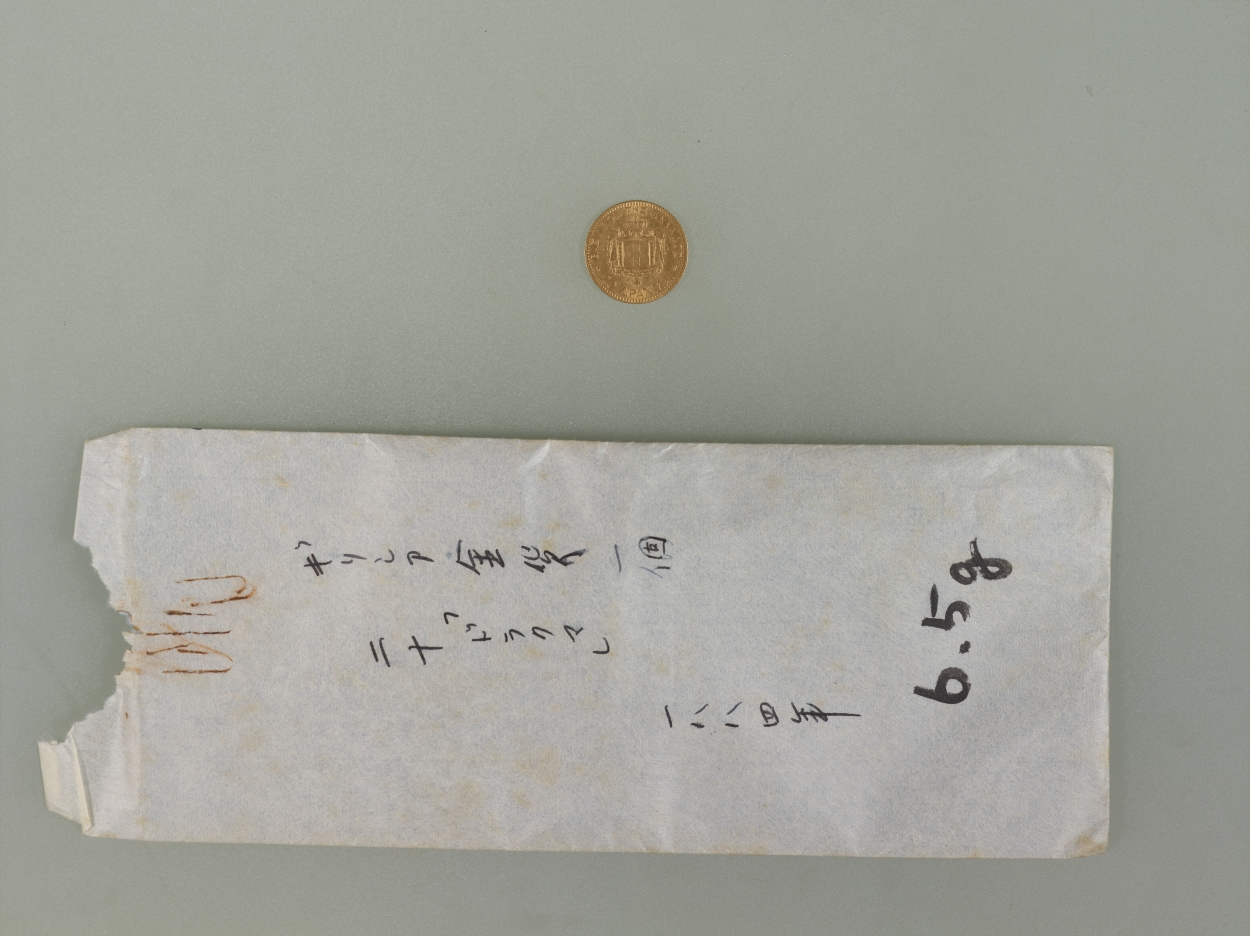 ギリシア金貨一個
二十ドラクマ
一八八四年
6.5g